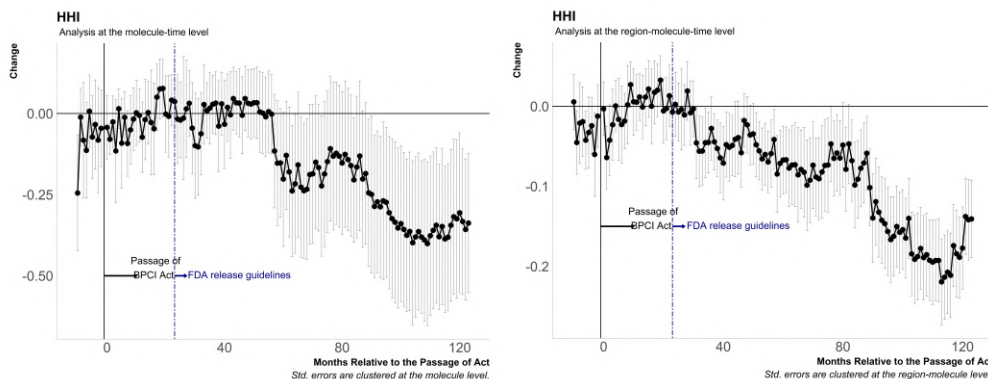 HHI
Analysis at the molecule-time level
Change
0.00
-0.25
-0.50
Passage of
BPCI Act
FDA release guidelines
0
40
80
120
Months Relative to the Passage of Act
Std. errors are clustered at the molecule level.
HHI
Analysis at the region-molecule-time level
Change
0.0
-0.1
-0.2
Passage of
BPCI Act
FDA release guidelines
0
40
80
120
Months Relative to the Passage of Act
Std. errors are clustered at the region-molecule level